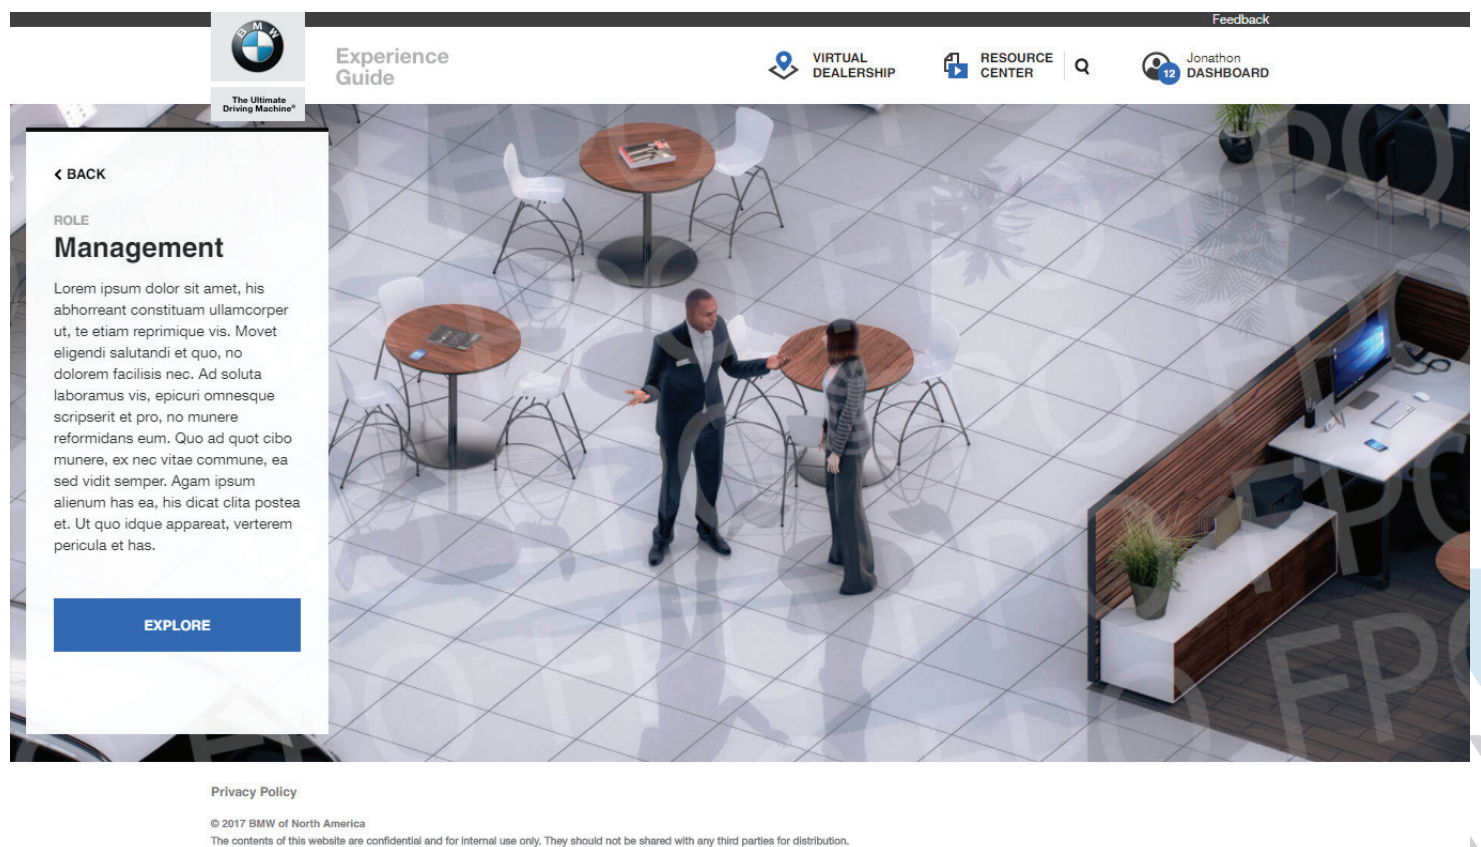 Feedback
BMW
The Ultimate
Driving Machine®
Experience
Guide
VIRTUAL
DEALERSHIP
RESOURCE
CENTER
12
Jonathon
DASHBOARD
BACK
ROLE
Management
Lorem ipsum dolor sit amet, his
abhorreant constituam ullamcorper
ut, te etiam reprimique vis. Movet
eligendi salutandi et quo, no
dolorem facilisis nec. Ad soluta
laboramus vis, epicuri omnesque
scripserit et pro, no munere
reformidans eum. Quo ad quot cibo
munere, ex nec vitae commune, ea
sed vidit semper. Agam ipsum
alienum has ea, his dicat clita postea
et. Ut quo idque appareat, verterem
pericula et has.
EXPLORE
FPO FPO FPO
Privacy Policy
© 2017 BMW of North America
The contents of this website are confidential and for internal use only. They should not be shared with any third parties for distribution.